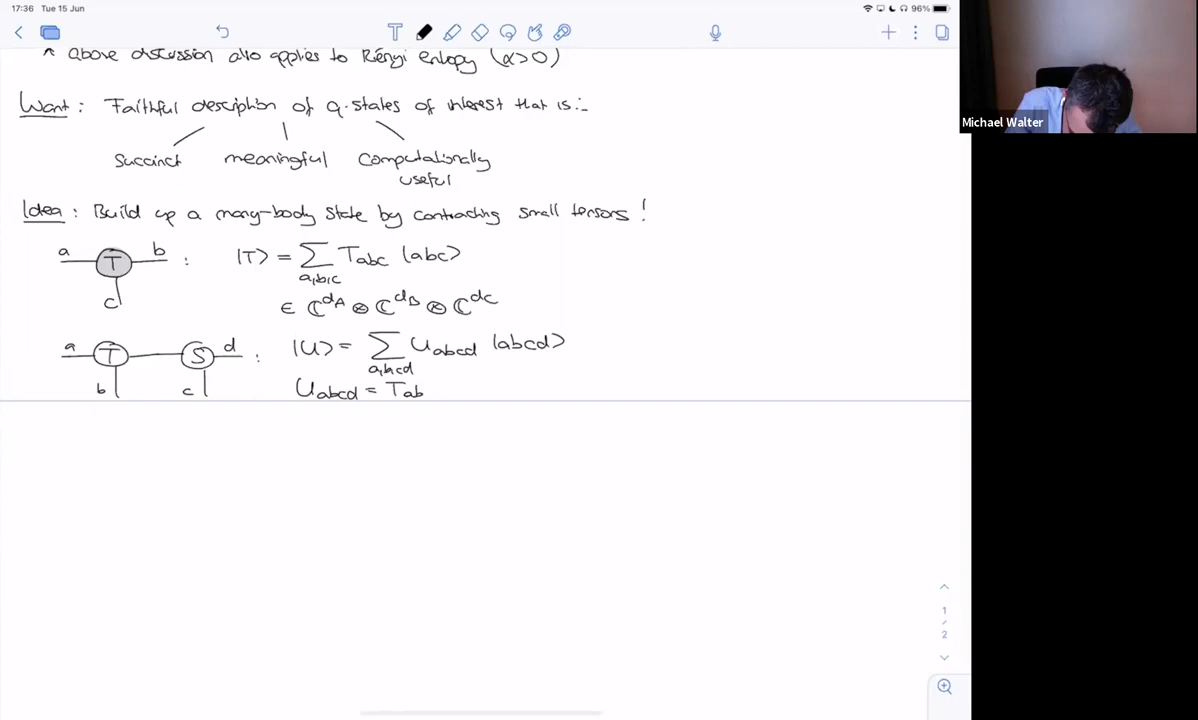 17:36 Tue 15 Jun
96%
* above discussion also applies to Rényi entropy (α>0)
Want: Faithful description of q. states of interest that is:
Succinct meaningful computationally
useful
Idea: Build up a many-body state by contracting small tensors!
a T b : |T> = ∑ Tabc |abc>
a,b,c
c
∈ ℂ^dA ⊗ ℂ^dB ⊗ ℂ^dC
a T S d : |U> = ∑ Uabcd |abcd>
a,b,c,d
b c Uabcd = Tab
Michael Walter
1
/
2